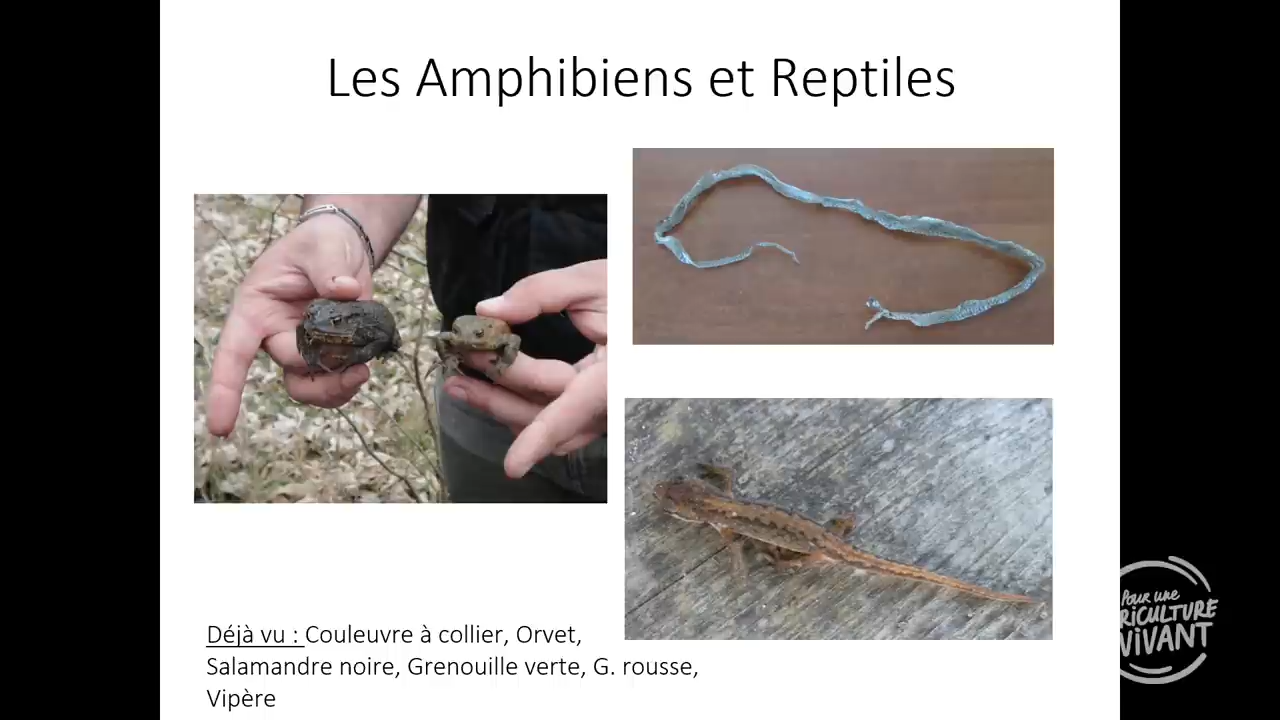 Les Amphibiens et Reptiles
Déjà vu : Couleuvre à collier, Orvet,
Salamandre noire, Grenouille verte, G. rousse,
Vipère
Pour une
RICULTURE
VIVANT